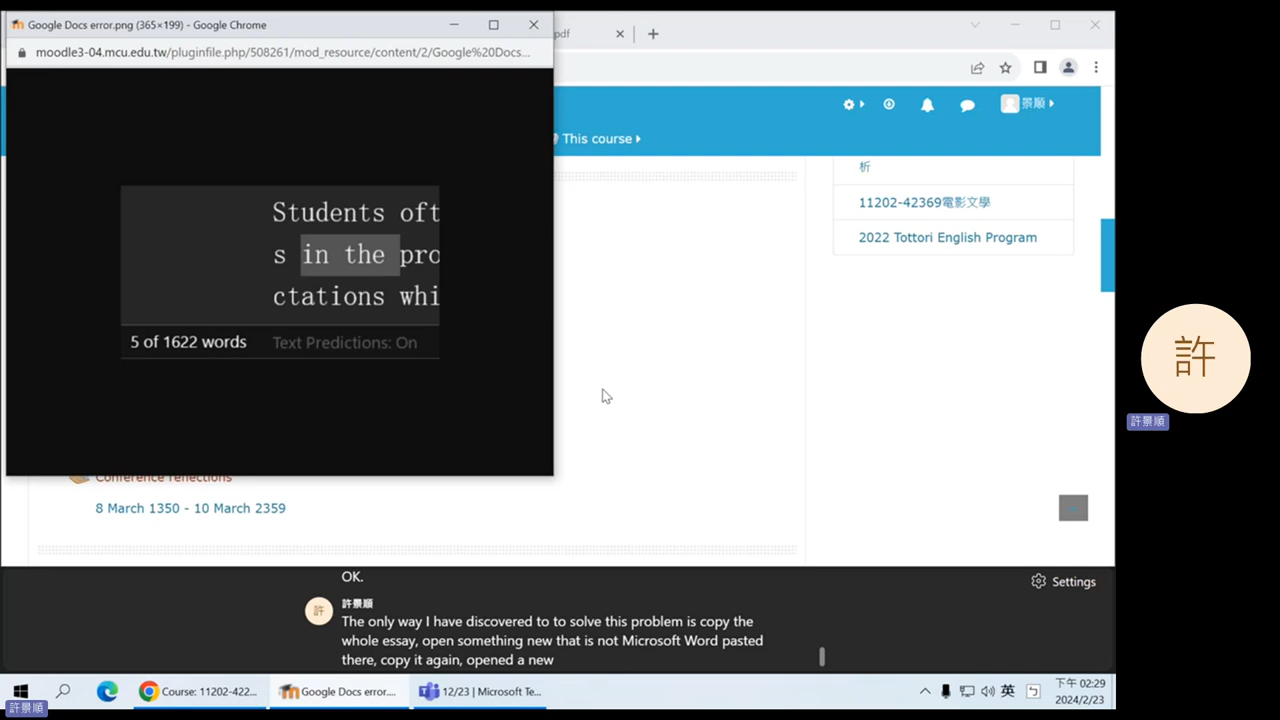 Google Docs error.png (365×199) - Google Chrome
moodle3-04.mcu.edu.tw/pluginfile.php/508261/mod_resource/content/2/Google%20Docs...
Students oft
s in the pro
ctations whi
5 of 1622 words
Text Predictions: On
pdf
景順
This course
析
11202-42369電影文學
2022 Tottori English Program
Conference reflections
8 March 1350 - 10 March 2359
許
許景順
OK.
Settings
許
許景順
The only way I have discovered to to solve this problem is copy the
whole essay, open something new that is not Microsoft Word pasted
there, copy it again, opened a new
Course: 11202-422...
Google Docs error....
12/23 | Microsoft Te...
英
下午 02:29
2024/2/23
許景順